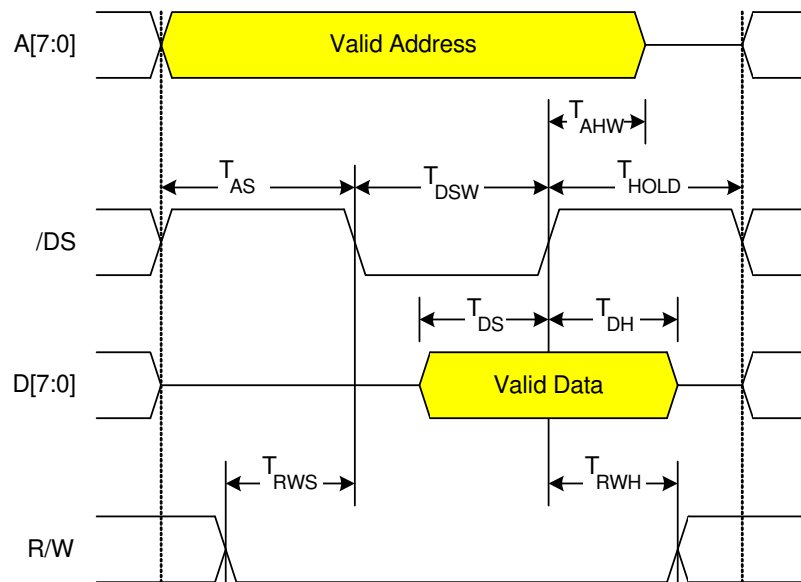 A[7:0]
Valid Address
TAHW
TAS
TDSW
THOLD
/DS
TDS
TDH
D[7:0]
Valid Data
TRWS
TRWH
R/W